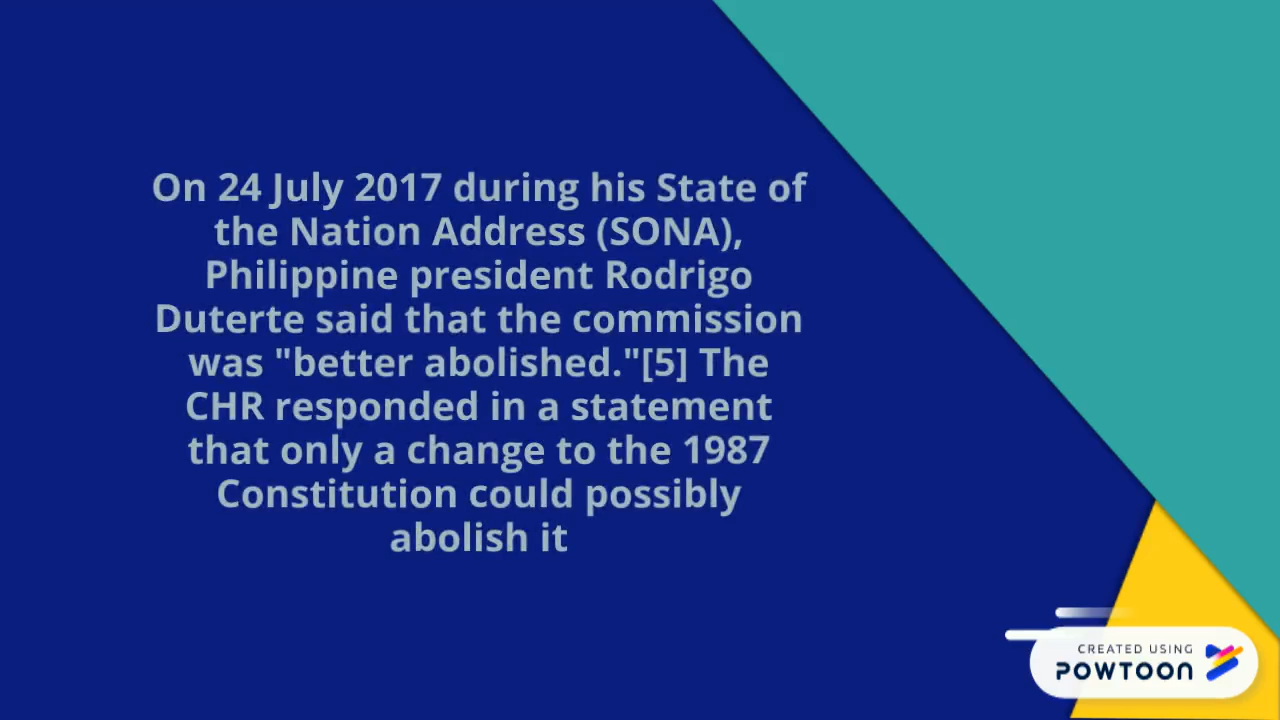 On 24 July 2017 during his State of
the Nation Address (SONA),
Philippine president Rodrigo
Duterte said that the commission
was "better abolished."[5] The
CHR responded in a statement
that only a change to the 1987
Constitution could possibly
abolish it
CREATED USING
POWTOON